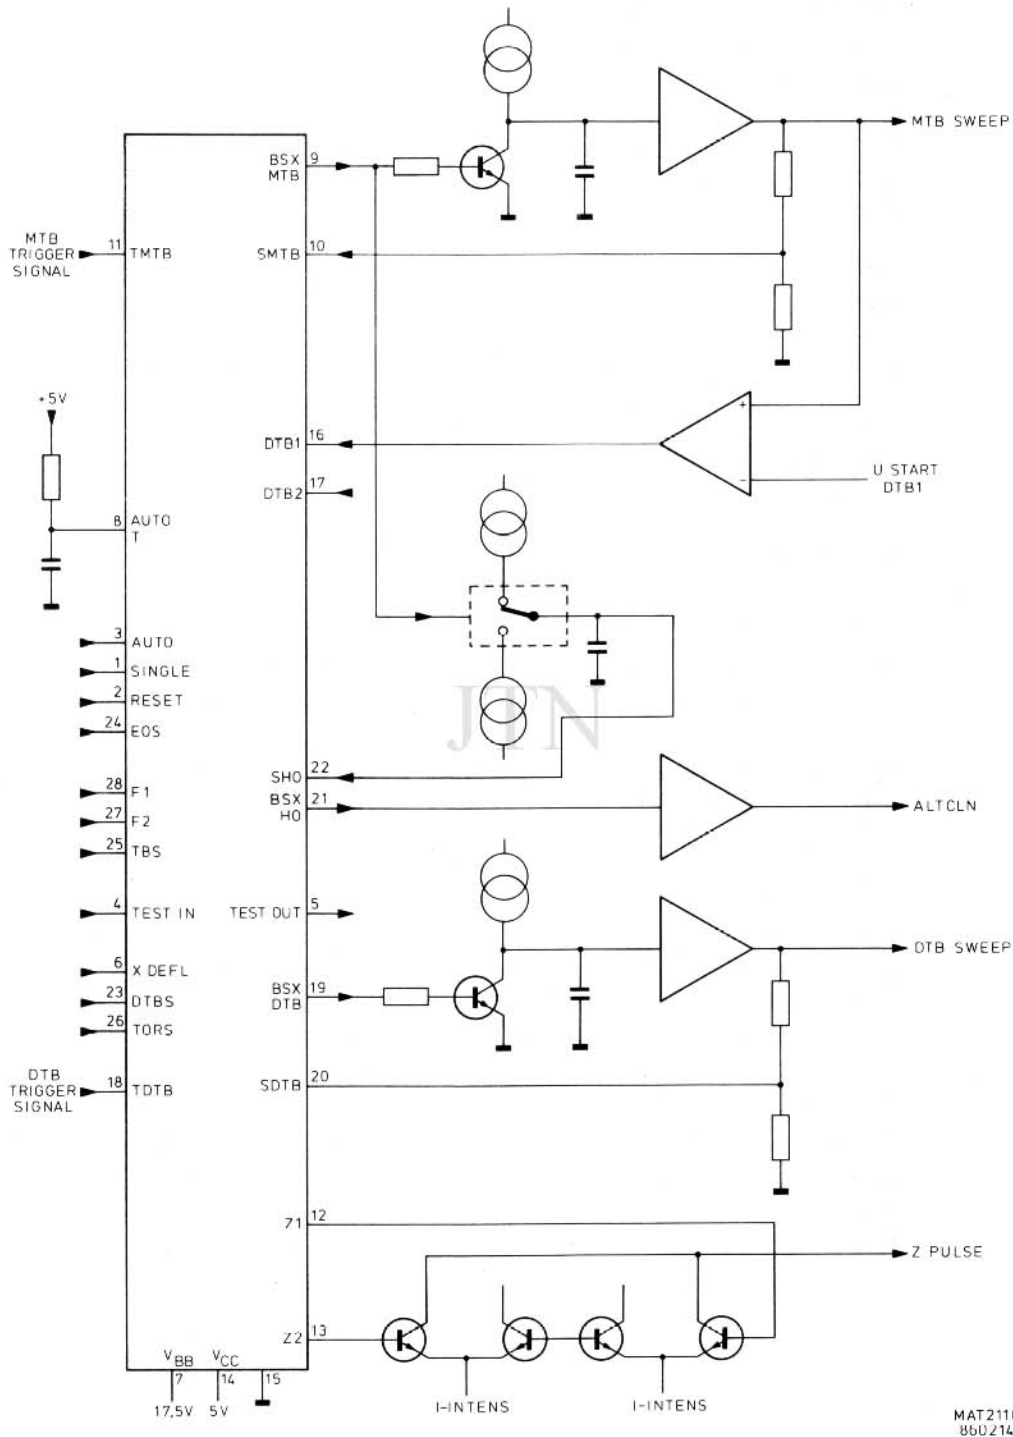 MTB SWEEP
BSX
MTB
9
MTB
TRIGGER
SIGNAL
11
TMTB
SMTB
10
+5V
DTB1
16
+
-
U START
DTB1
DTB2
17
8
AUTO
T
3
AUTO
1
SINGLE
2
RESET
24
EOS
JTN
SHO
22
28
F1
BSX
HO
21
ALTCLN
27
F2
25
TBS
4
TEST IN
TEST OUT
5
DTB SWEEP
6
X DEFL
BSX
DTB
19
23
DTBS
26
TORS
DTB
TRIGGER
SIGNAL
18
TDTB
SDTB
20
Z1
12
Z PULSE
Z2
13
VBB
VCC
7
14
15
17,5V
5V
I-INTENS
I-INTENS
MAT211
860214